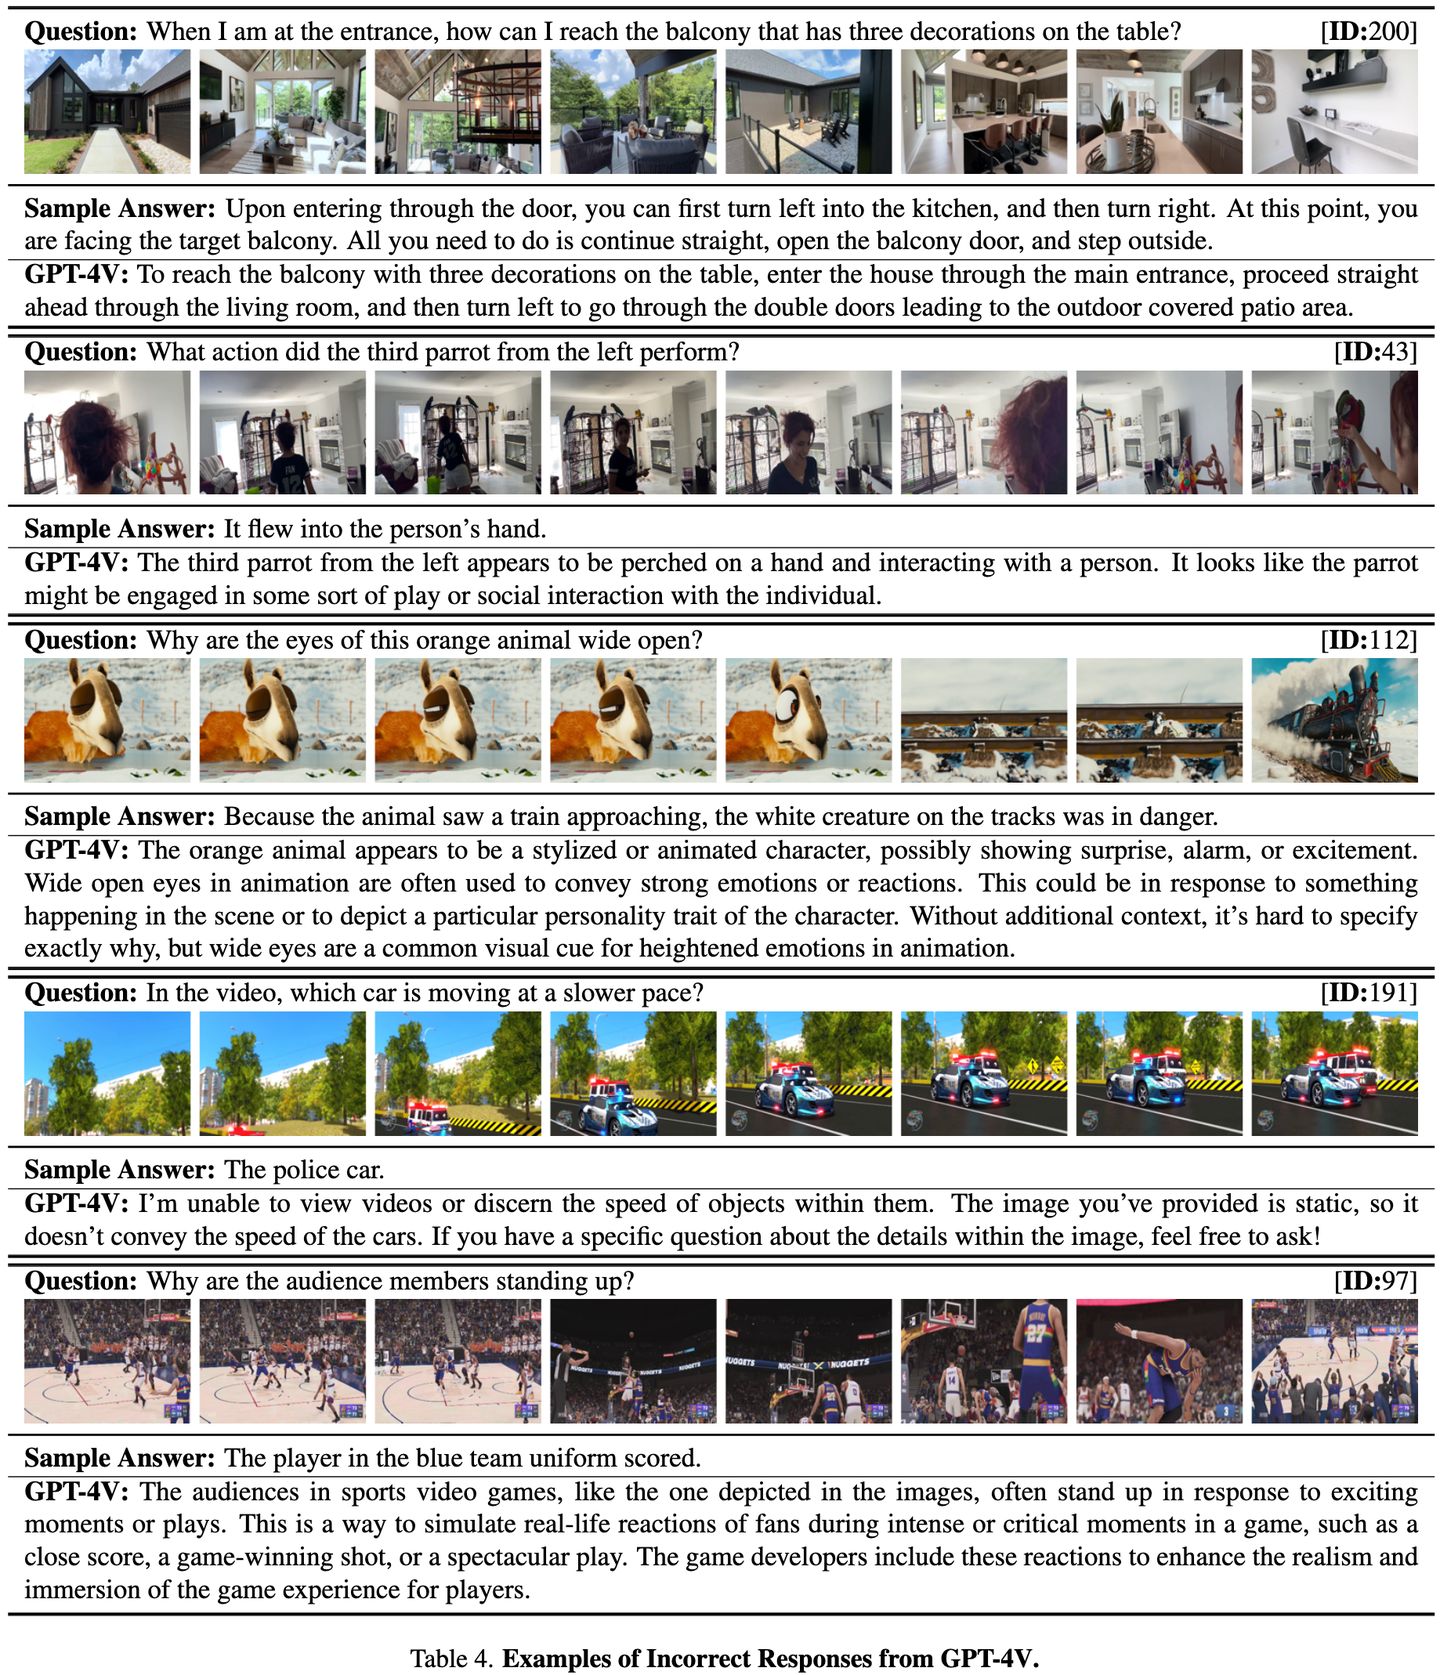 Question: When I am at the entrance, how can I reach the balcony that has three decorations on the table? [ID:200]
Sample Answer: Upon entering through the door, you can first turn left into the kitchen, and then turn right. At this point, you
are facing the target balcony. All you need to do is continue straight, open the balcony door, and step outside.
GPT-4V: To reach the balcony with three decorations on the table, enter the house through the main entrance, proceed straight
ahead through the living room, and then turn left to go through the double doors leading to the outdoor covered patio area.
Question: What action did the third parrot from the left perform? [ID:43]
Sample Answer: It flew into the person's hand.
GPT-4V: The third parrot from the left appears to be perched on a hand and interacting with a person. It looks like the parrot
might be engaged in some sort of play or social interaction with the individual.
Question: Why are the eyes of this orange animal wide open? [ID:112]
Sample Answer: Because the animal saw a train approaching, the white creature on the tracks was in danger.
GPT-4V: The orange animal appears to be a stylized or animated character, possibly showing surprise, alarm, or excitement.
Wide open eyes in animation are often used to convey strong emotions or reactions. This could be in response to something
happening in the scene or to depict a particular personality trait of the character. Without additional context, it's hard to specify
exactly why, but wide eyes are a common visual cue for heightened emotions in animation.
Question: In the video, which car is moving at a slower pace? [ID:191]
Sample Answer: The police car.
GPT-4V: I'm unable to view videos or discern the speed of objects within them. The image you've provided is static, so it
doesn't convey the speed of the cars. If you have a specific question about the details within the image, feel free to ask!
Question: Why are the audience members standing up? [ID:97]
NUGGETS
NUGGETS
NUGGETS
27
14
3
Sample Answer: The player in the blue team uniform scored.
GPT-4V: The audiences in sports video games, like the one depicted in the images, often stand up in response to exciting
moments or plays. This is a way to simulate real-life reactions of fans during intense or critical moments in a game, such as a
close score, a game-winning shot, or a spectacular play. The game developers include these reactions to enhance the realism and
immersion of the game experience for players.
Table 4. Examples of Incorrect Responses from GPT-4V.